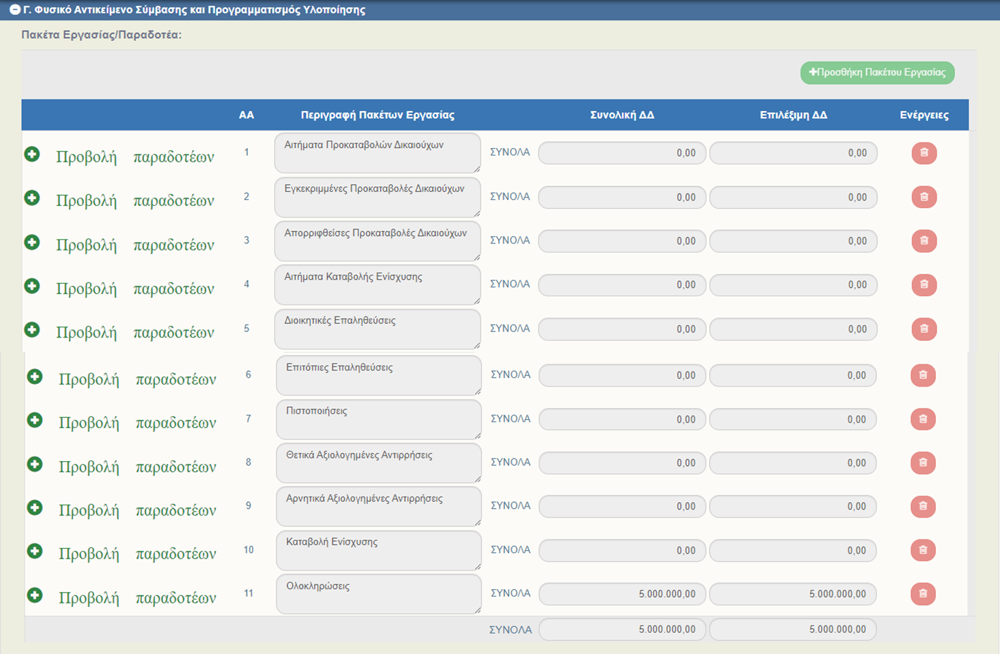 Γ. Φυσικό Αντικείμενο Σύμβασης και Προγραμματισμός Υλοποίησης
Πακέτα Εργασίας/Παραδοτέα:
Προσθήκη Πακέτου Εργασίας
ΑΑ Περιγραφή Πακέτων Εργασίας Συνολική ΔΔ Επιλέξιμη ΔΔ Ενέργειες
Προβολή παραδοτέων 1 Αιτήματα Προκαταβολών Δικαιούχων ΣΥΝΟΛΑ 0,00 0,00
Προβολή παραδοτέων 2 Εγκεκριμμένες Προκαταβολές Δικαιούχων ΣΥΝΟΛΑ 0,00 0,00
Προβολή παραδοτέων 3 Απορριφθείσες Προκαταβολές Δικαιούχων ΣΥΝΟΛΑ 0,00 0,00
Προβολή παραδοτέων 4 Αιτήματα Καταβολής Ενίσχυσης ΣΥΝΟΛΑ 0,00 0,00
Προβολή παραδοτέων 5 Διοικητικές Επαληθεύσεις ΣΥΝΟΛΑ 0,00 0,00
Προβολή παραδοτέων 6 Επιτόπιες Επαληθεύσεις ΣΥΝΟΛΑ 0,00 0,00
Προβολή παραδοτέων 7 Πιστοποιήσεις ΣΥΝΟΛΑ 0,00 0,00
Προβολή παραδοτέων 8 Θετικά Αξιολογημένες Αντιρρήσεις ΣΥΝΟΛΑ 0,00 0,00
Προβολή παραδοτέων 9 Αρνητικά Αξιολογημένες Αντιρρήσεις ΣΥΝΟΛΑ 0,00 0,00
Προβολή παραδοτέων 10 Καταβολή Ενίσχυσης ΣΥΝΟΛΑ 0,00 0,00
Προβολή παραδοτέων 11 Ολοκληρώσεις ΣΥΝΟΛΑ 5.000.000,00 5.000.000,00
ΣΥΝΟΛΑ 5.000.000,00 5.000.000,00